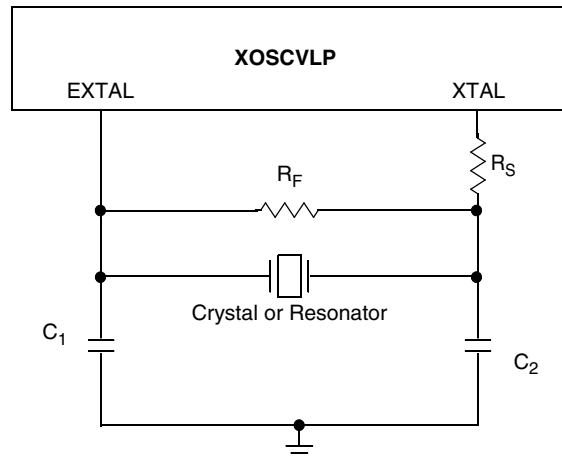 XOSCVLP
EXTAL XTAL
R_S
R_F
Crystal or Resonator
C_1
C_2